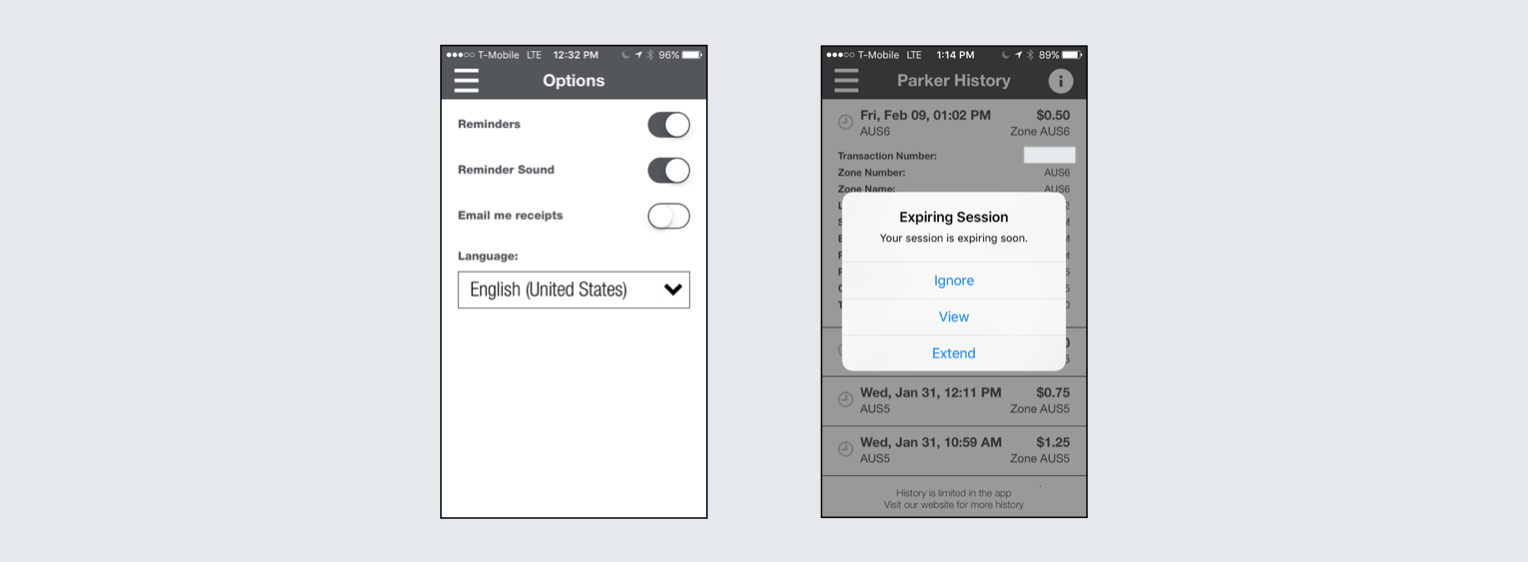 T-Mobile LTE 12:32 PM 96%
Options
Reminders
Reminder Sound
Email me receipts
Language:
English (United States)
T-Mobile LTE 1:14 PM 89%
Parker History i
Fri, Feb 09, 01:02 PM $0.50
AUS6 Zone AUS6
Transaction Number:
Zone Number: AUS6
Zone Name: AUS6
Expiring Session
Your session is expiring soon.
Ignore
View
Extend
Wed, Jan 31, 12:11 PM $0.75
AUS5 Zone AUS5
Wed, Jan 31, 10:59 AM $1.25
AUS5 Zone AUS5
History is limited in the app
Visit our website for more history